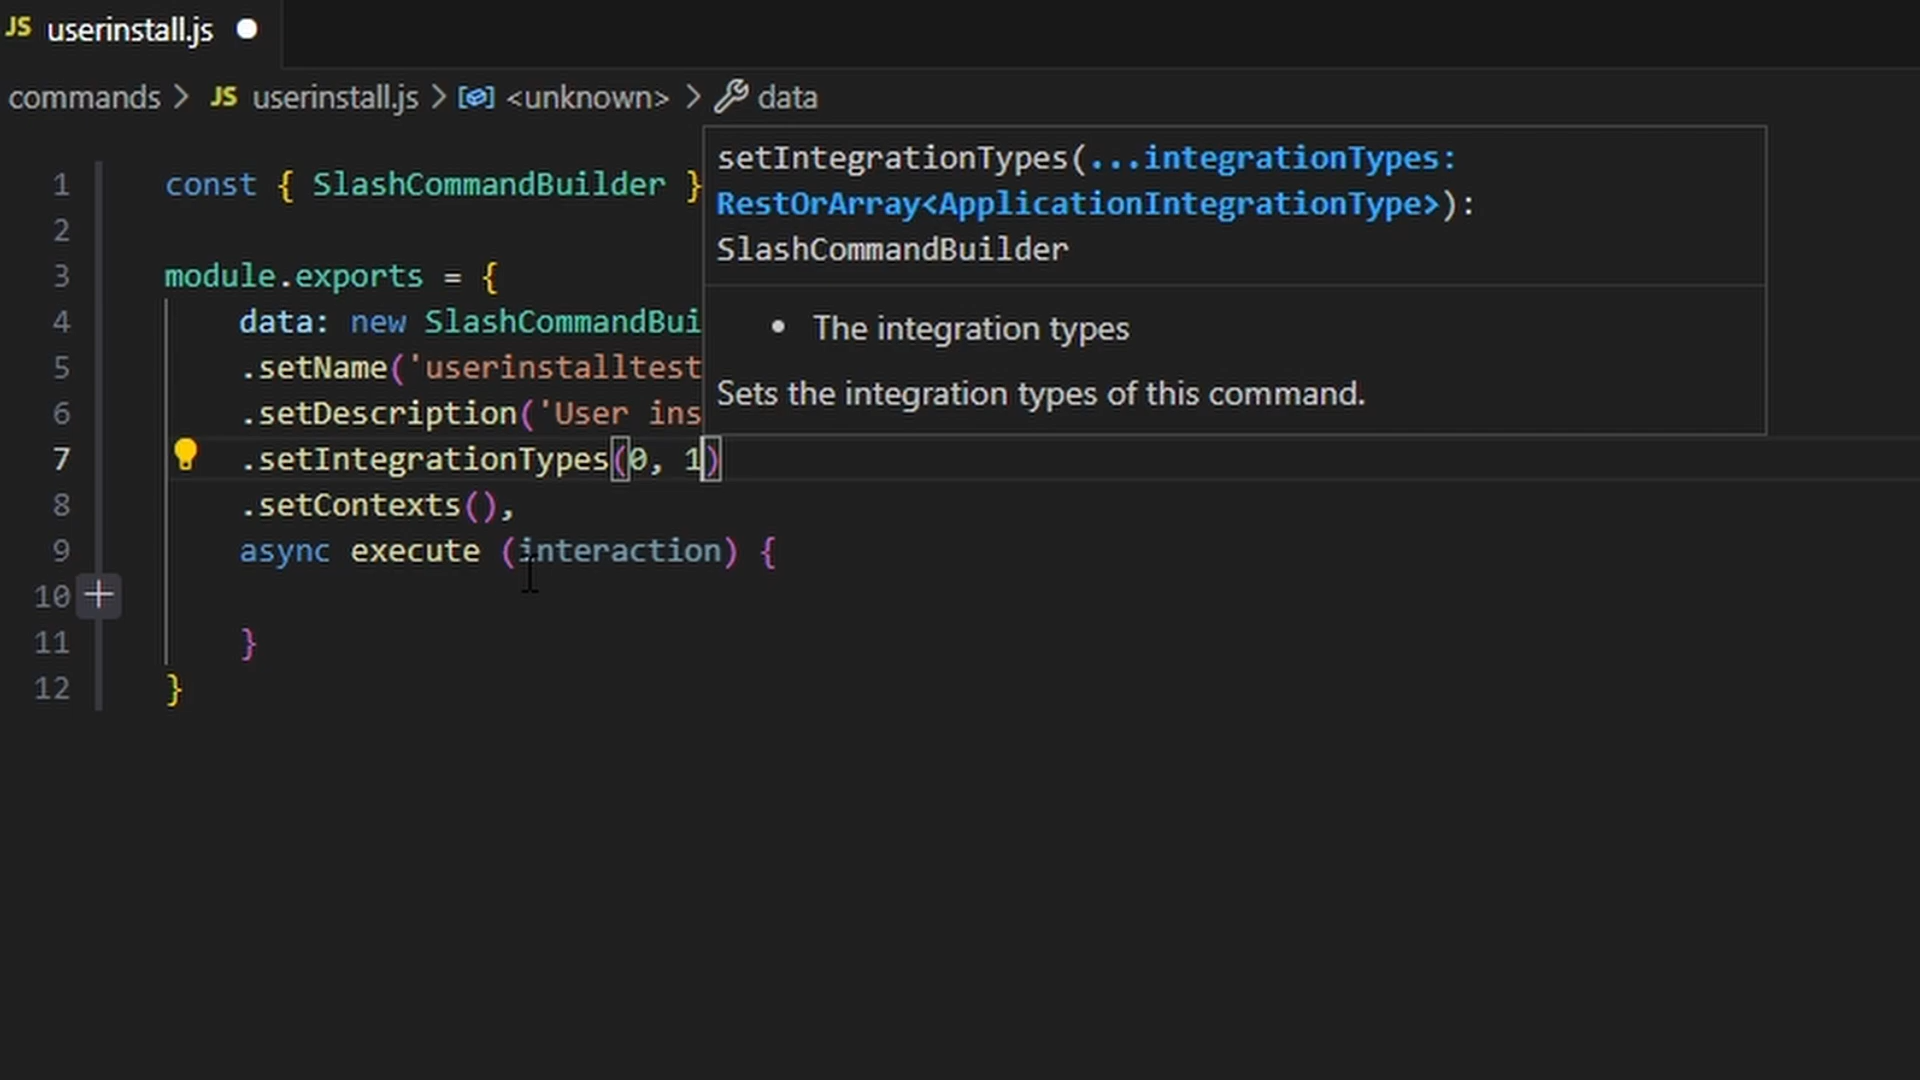 JS userinstall.js
commands > JS userinstall.js > <unknown> > data
setIntegrationTypes(...integrationTypes:
RestOrArray<ApplicationIntegrationType>):
SlashCommandBuilder
• The integration types
Sets the integration types of this command.
1 const { SlashCommandBuilder }
2
3 module.exports = {
4 data: new SlashCommandBui
5 .setName('userinstalltest
6 .setDescription('User ins
7 .setIntegrationTypes(0, 1)
8 .setContexts(),
9 async execute (interaction) {
10
11 }
12 }